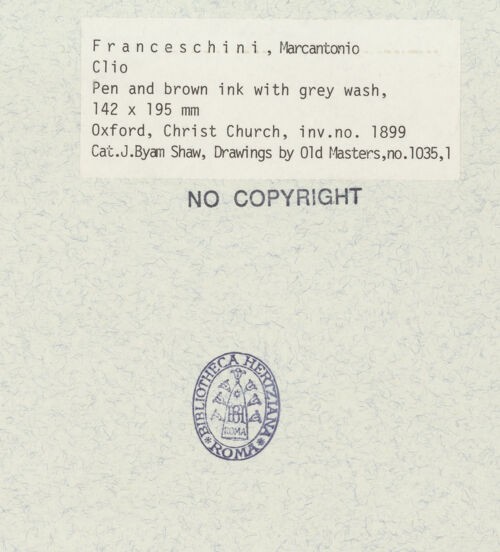 Franceschini, Marcantonio
Clio
Pen and brown ink with grey wash,
142 x 195 mm
Oxford, Christ Church, inv.no. 1899
Cat.J.Byam Shaw, Drawings by Old Masters,no.1035,1
NO COPYRIGHT
BIBLIOTHECA HERTZIANA
BH
ROMA
* ROMA *